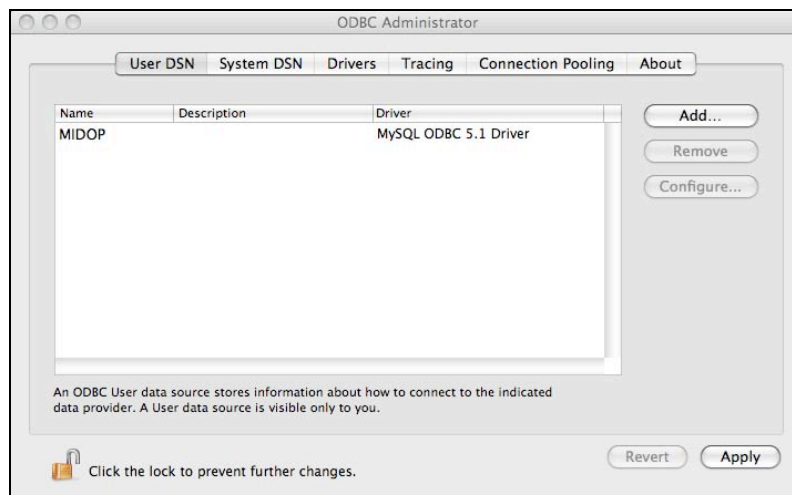 ODBC Administrator
User DSN System DSN Drivers Tracing Connection Pooling About
Name Description Driver
MIDOP MySQL ODBC 5.1 Driver
Add...
Remove
Configure...
An ODBC User data source stores information about how to connect to the indicated
data provider. A User data source is visible only to you.
Click the lock to prevent further changes.
Revert Apply